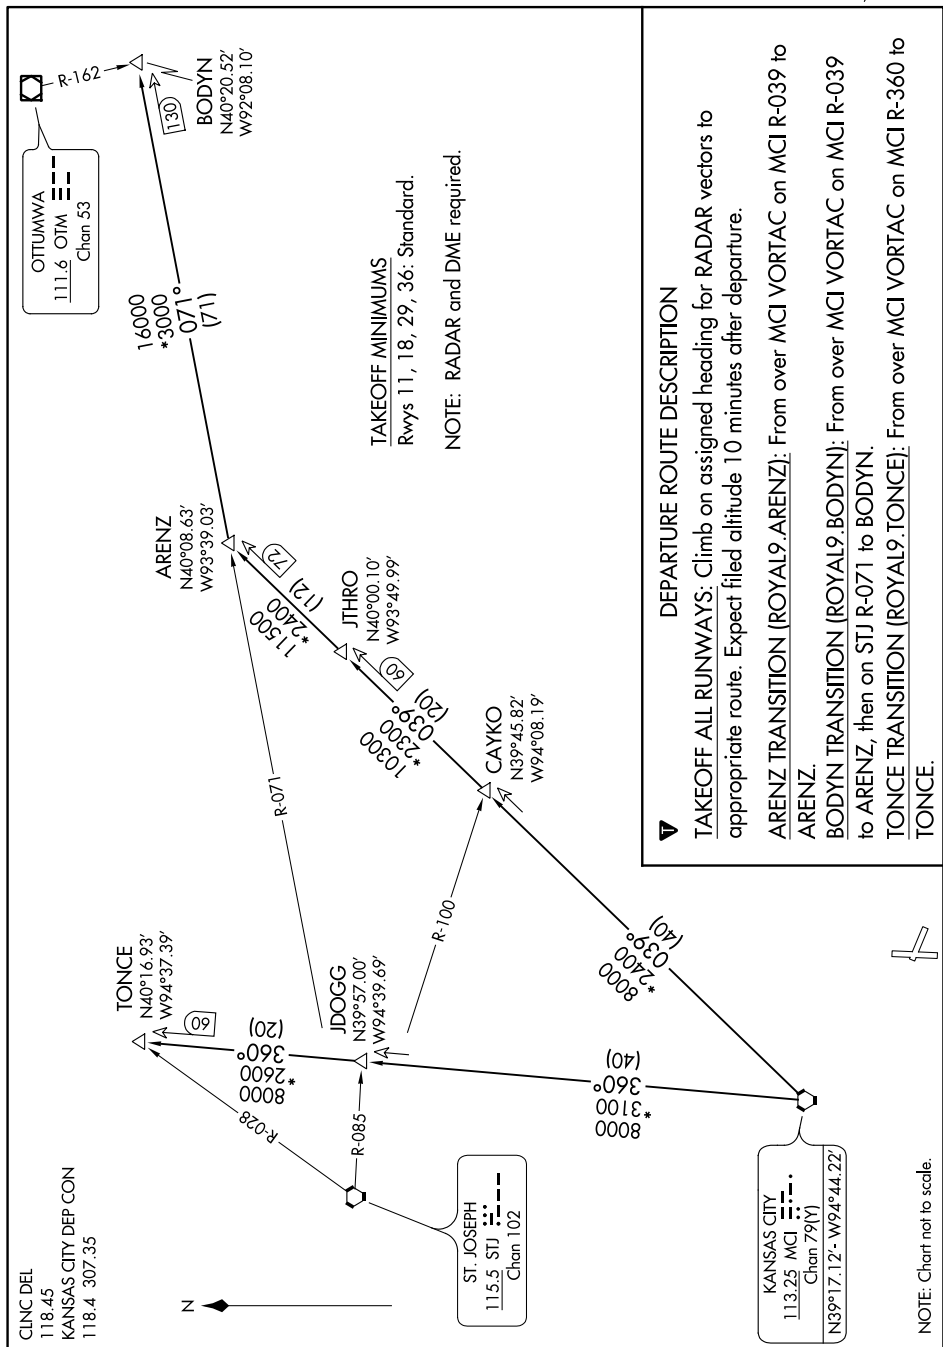 CLNC DEL
118.45
KANSAS CITY DEP CON
118.4 307.35
N
TONCE
N40°16.93'
W94°37.39'
60
R-028
8000
*2600
360°
(20)
JDOGG
N39°57.00'
W94°39.69'
R-085
ST. JOSEPH
115.5 STJ
Chan 102
8000
*3100
360°
(40)
KANSAS CITY
113.25 MCI
Chan 79(Y)
N39°17.12'- W94°44.22'
NOTE: Chart not to scale.
R-071
R-100
8000
*2400
039°
(40)
CAYKO
N39°45.82'
W94°08.19'
10300
*2300
039°
(20)
60
JTHRO
N40°00.10'
W93°49.99'
11500
*2400
(12)
72
ARENZ
N40°08.63'
W93°39.03'
16000
*3000
071°
(71)
OTTUMWA
111.6 OTM
Chan 53
R-162
130
BODYN
N40°20.52'
W92°08.10'
TAKEOFF MINIMUMS
Rwys 11, 18, 29, 36: Standard.
NOTE: RADAR and DME required.
T
DEPARTURE ROUTE DESCRIPTION
TAKEOFF ALL RUNWAYS: Climb on assigned heading for RADAR vectors to
appropriate route. Expect filed altitude 10 minutes after departure.
ARENZ TRANSITION (ROYAL9.ARENZ): From over MCI VORTAC on MCI R-039 to
ARENZ.
BODYN TRANSITION (ROYAL9.BODYN): From over MCI VORTAC on MCI R-039
to ARENZ, then on STJ R-071 to BODYN.
TONCE TRANSITION (ROYAL9.TONCE): From over MCI VORTAC on MCI R-360 to
TONCE.